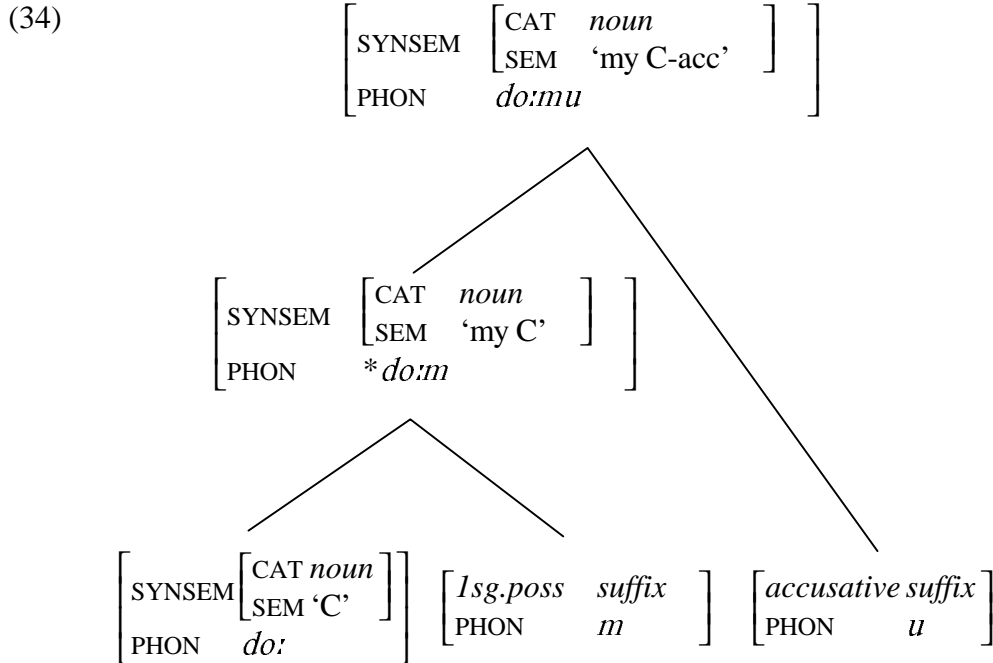 (34)
CAT noun
SYNSEM SEM ‘my C-acc’
PHON do:mu
CAT noun
SYNSEM SEM ‘my C’
PHON *do:m
CAT noun
SYNSEM SEM ‘C’
PHON do:
1sg.poss suffix
PHON m
accusative suffix
PHON u